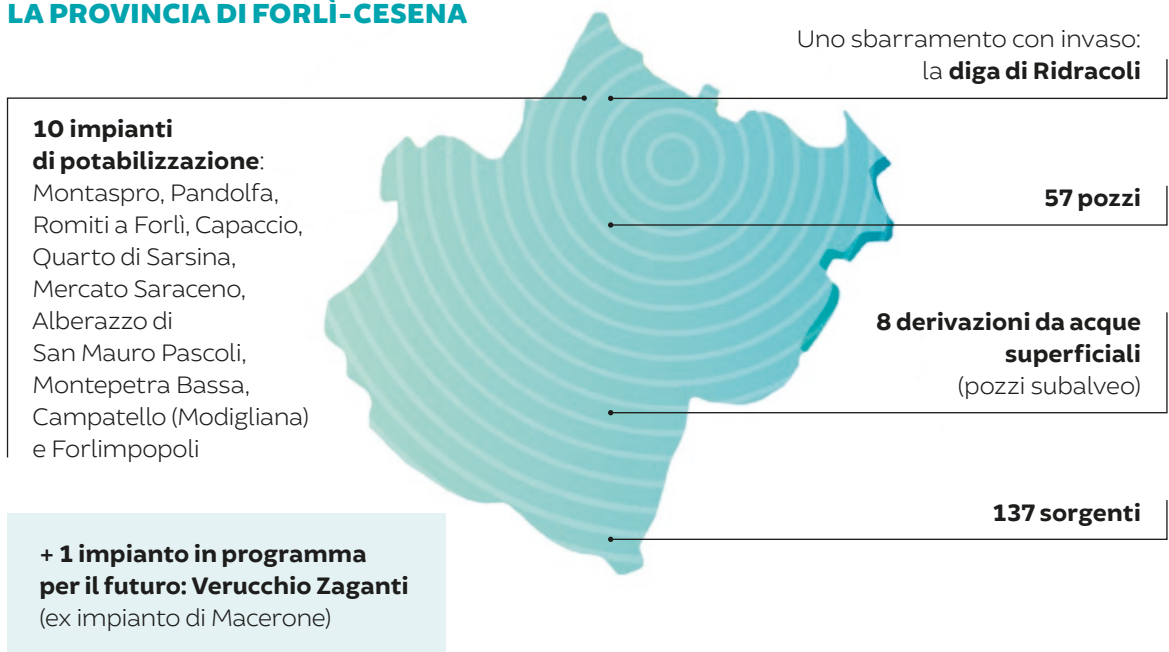 LA PROVINCIA DI FORLÌ-CESENA
10 impianti
di potabilizzazione:
Montaspro, Pandolfa,
Romiti a Forlì, Capaccio,
Quarto di Sarsina,
Mercato Saraceno,
Alberazzo di
San Mauro Pascoli,
Montepetra Bassa,
Campatello (Modigliana)
e Forlimpopoli
+ 1 impianto in programma
per il futuro: Verucchio Zaganti
(ex impianto di Macerone)
Uno sbarramento con invaso:
la diga di Ridracoli
57 pozzi
8 derivazioni da acque
superficiali
(pozzi subalveo)
137 sorgenti